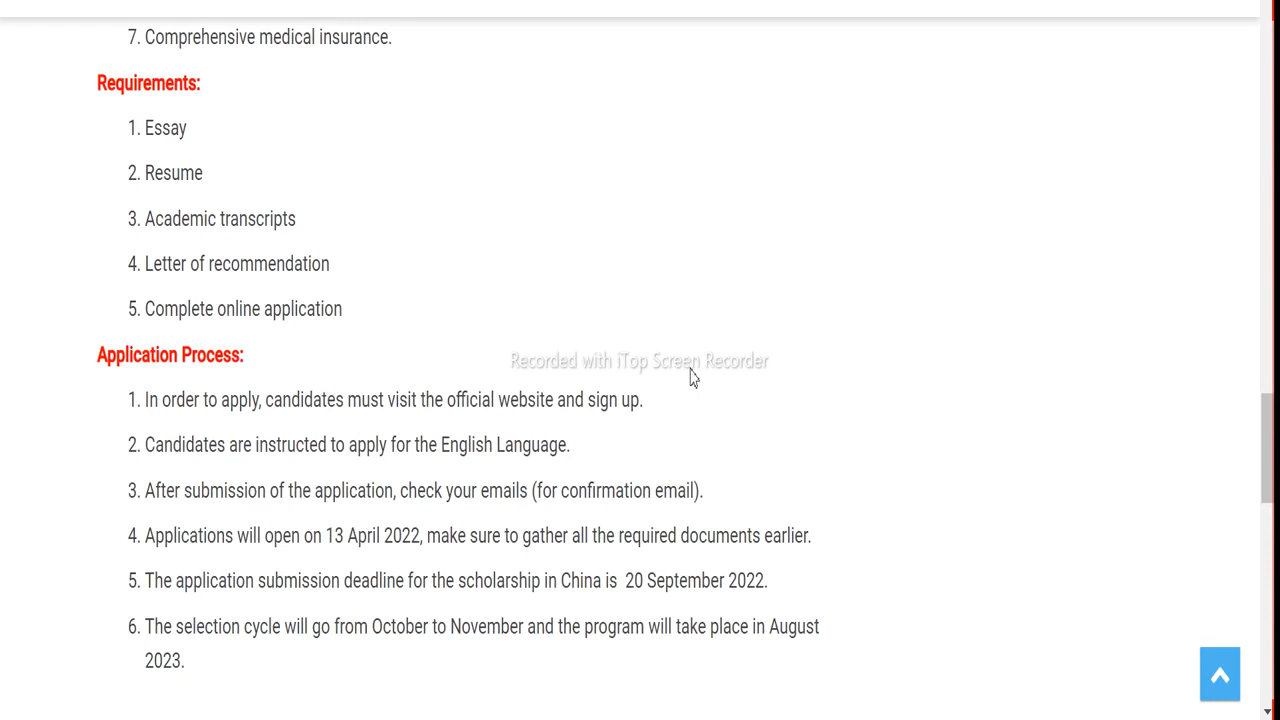 7. Comprehensive medical insurance.
Requirements:
1. Essay
2. Resume
3. Academic transcripts
4. Letter of recommendation
5. Complete online application
Application Process:
Recorded with iTop Screen Recorder
1. In order to apply, candidates must visit the official website and sign up.
2. Candidates are instructed to apply for the English Language.
3. After submission of the application, check your emails (for confirmation email).
4. Applications will open on 13 April 2022, make sure to gather all the required documents earlier.
5. The application submission deadline for the scholarship in China is  20 September 2022.
6. The selection cycle will go from October to November and the program will take place in August
2023.